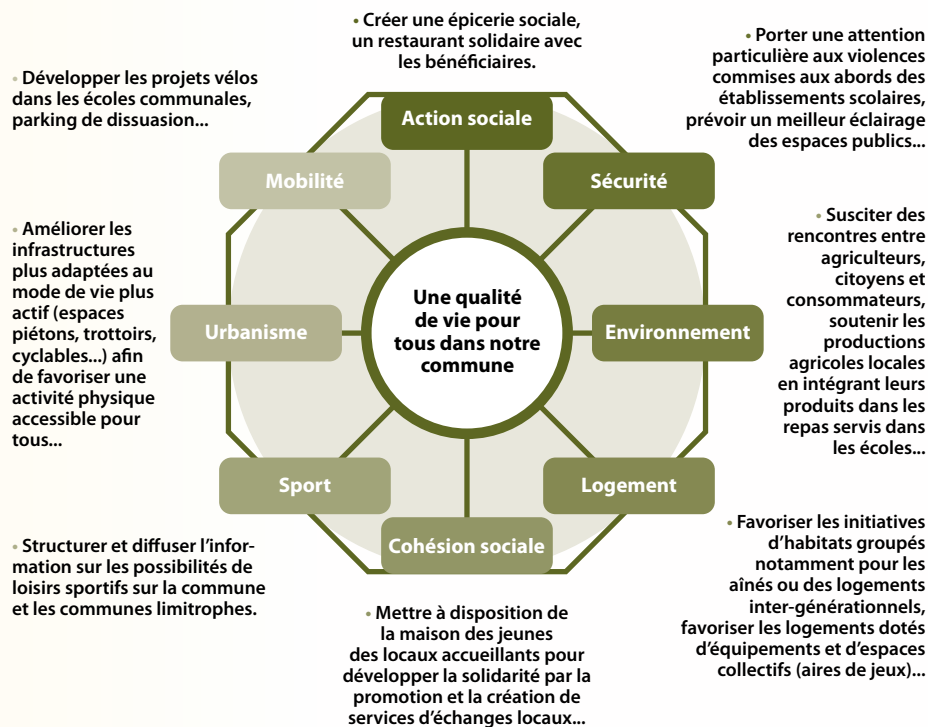 • Créer une épicerie sociale,
un restaurant solidaire avec
les bénéficiaires.
• Porter une attention
particulière aux violences
commises aux abords des
établissements scolaires,
prévoir un meilleur éclairage
des espaces publics...
• Développer les projets vélos
dans les écoles communales,
parking de dissuasion...
Action sociale
Mobilité
Sécurité
• Améliorer les
infrastructures
plus adaptées au
mode de vie plus
actif (espaces
piétons, trottoirs,
cyclables...) afin
de favoriser une
activité physique
accessible pour
tous...
Urbanisme
Une qualité
de vie pour
tous dans notre
commune
Environnement
• Susciter des
rencontres entre
agriculteurs,
citoyens et
consommateurs,
soutenir les
productions
agricoles locales
en intégrant leurs
produits dans les
repas servis dans
les écoles...
Sport
Logement
Cohésion sociale
• Structurer et diffuser l'infor-
mation sur les possibilités de
loisirs sportifs sur la commune
et les communes limitrophes.
• Mettre à disposition de
la maison des jeunes
des locaux accueillants pour
développer la solidarité par la
promotion et la création de
services d'échanges locaux...
• Favoriser les initiatives
d'habitats groupés
notamment pour les
aînés ou des logements
inter-générationnels,
favoriser les logements dotés
d'équipements et d'espaces
collectifs (aires de jeux)...